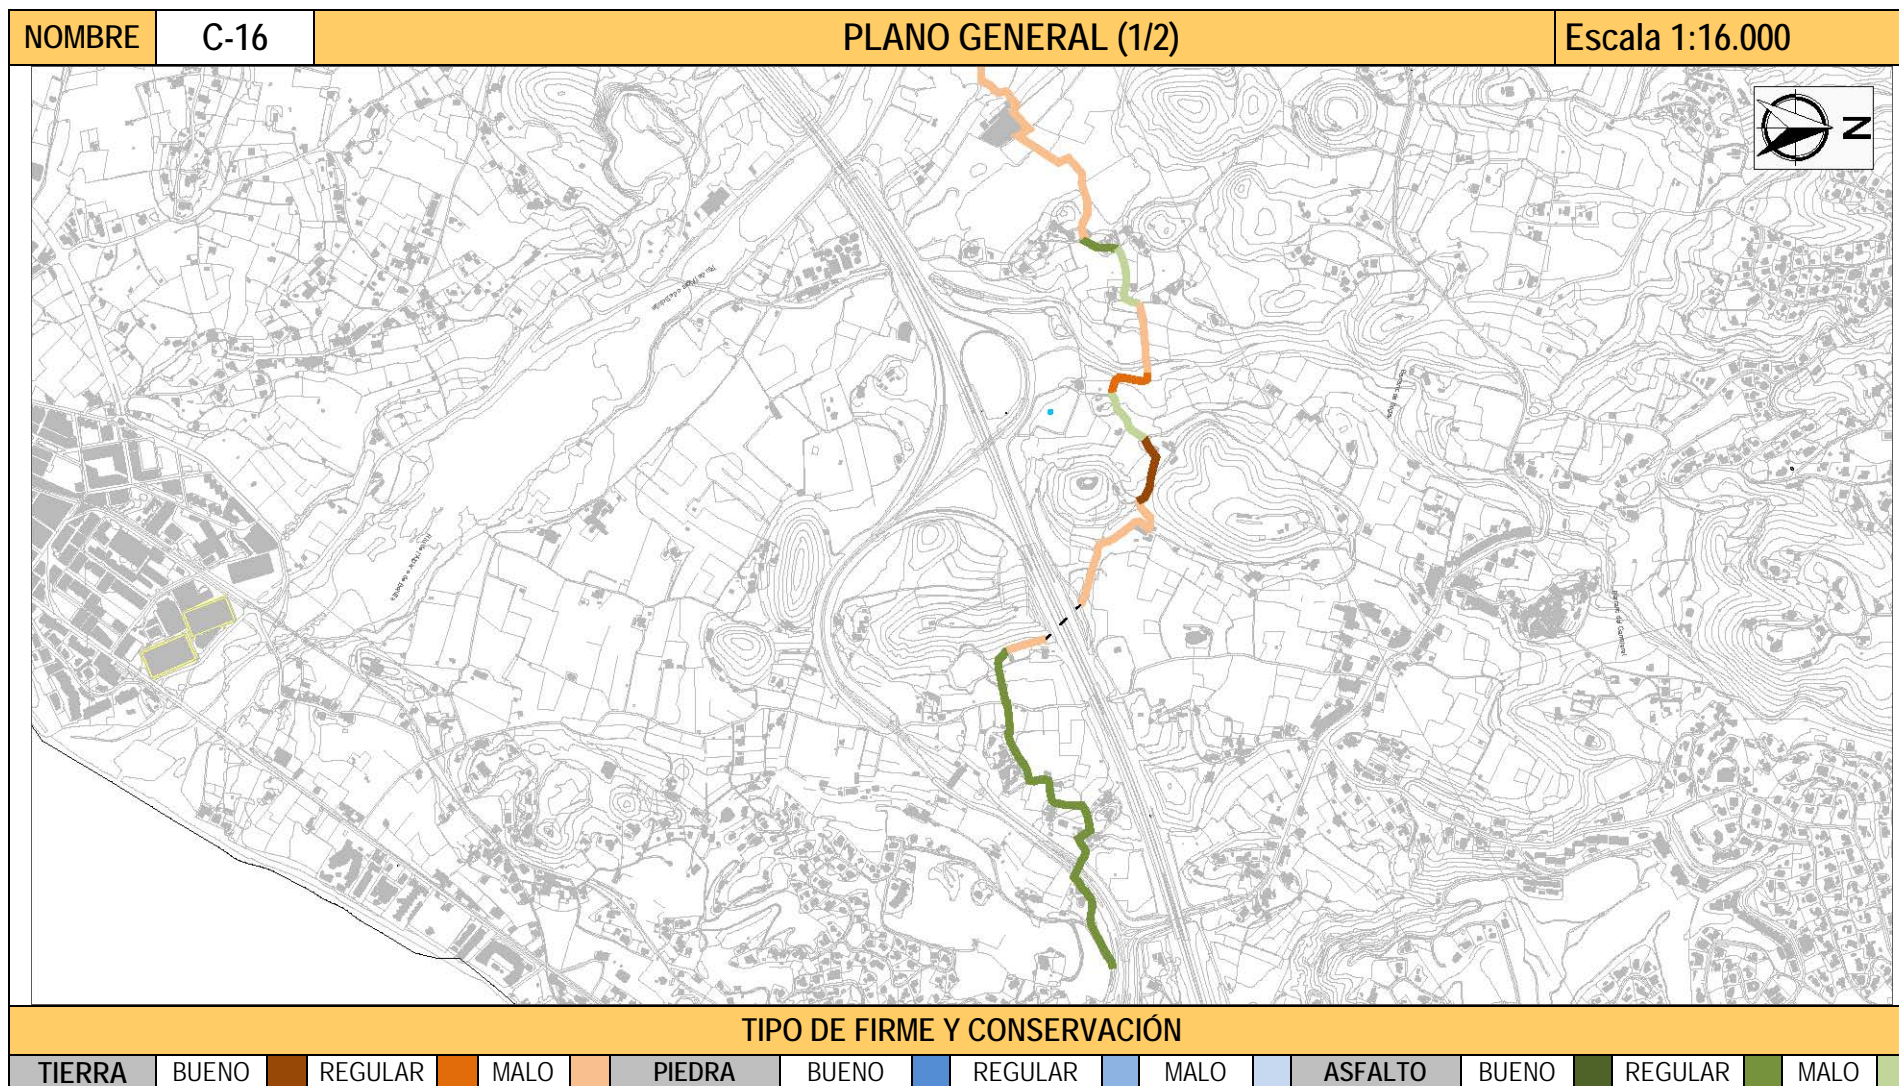 NOMBRE C-16 PLANO GENERAL (1/2) Escala 1:16.000
N
TIPO DE FIRME Y CONSERVACIÓN
TIERRA BUENO REGULAR MALO PIEDRA BUENO REGULAR MALO ASFALTO BUENO REGULAR MALO